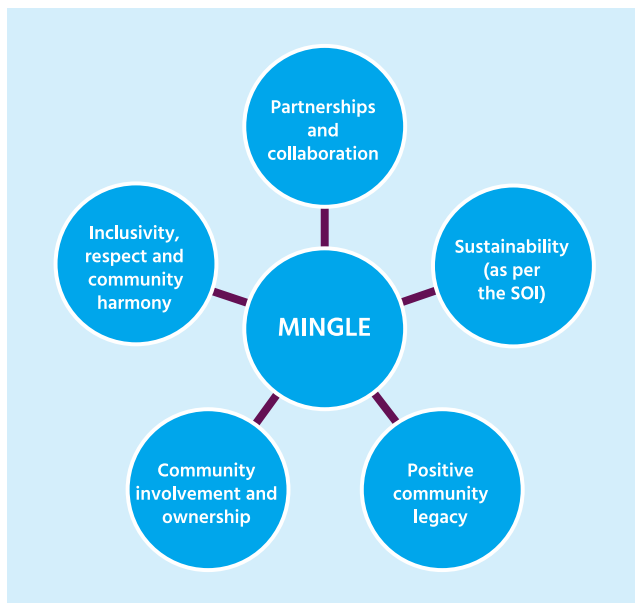 Partnerships
and
collaboration
Inclusivity,
respect and
community
harmony
Sustainability
(as per
the SOI)
MINGLE
Community
involvement and
ownership
Positive
community
legacy